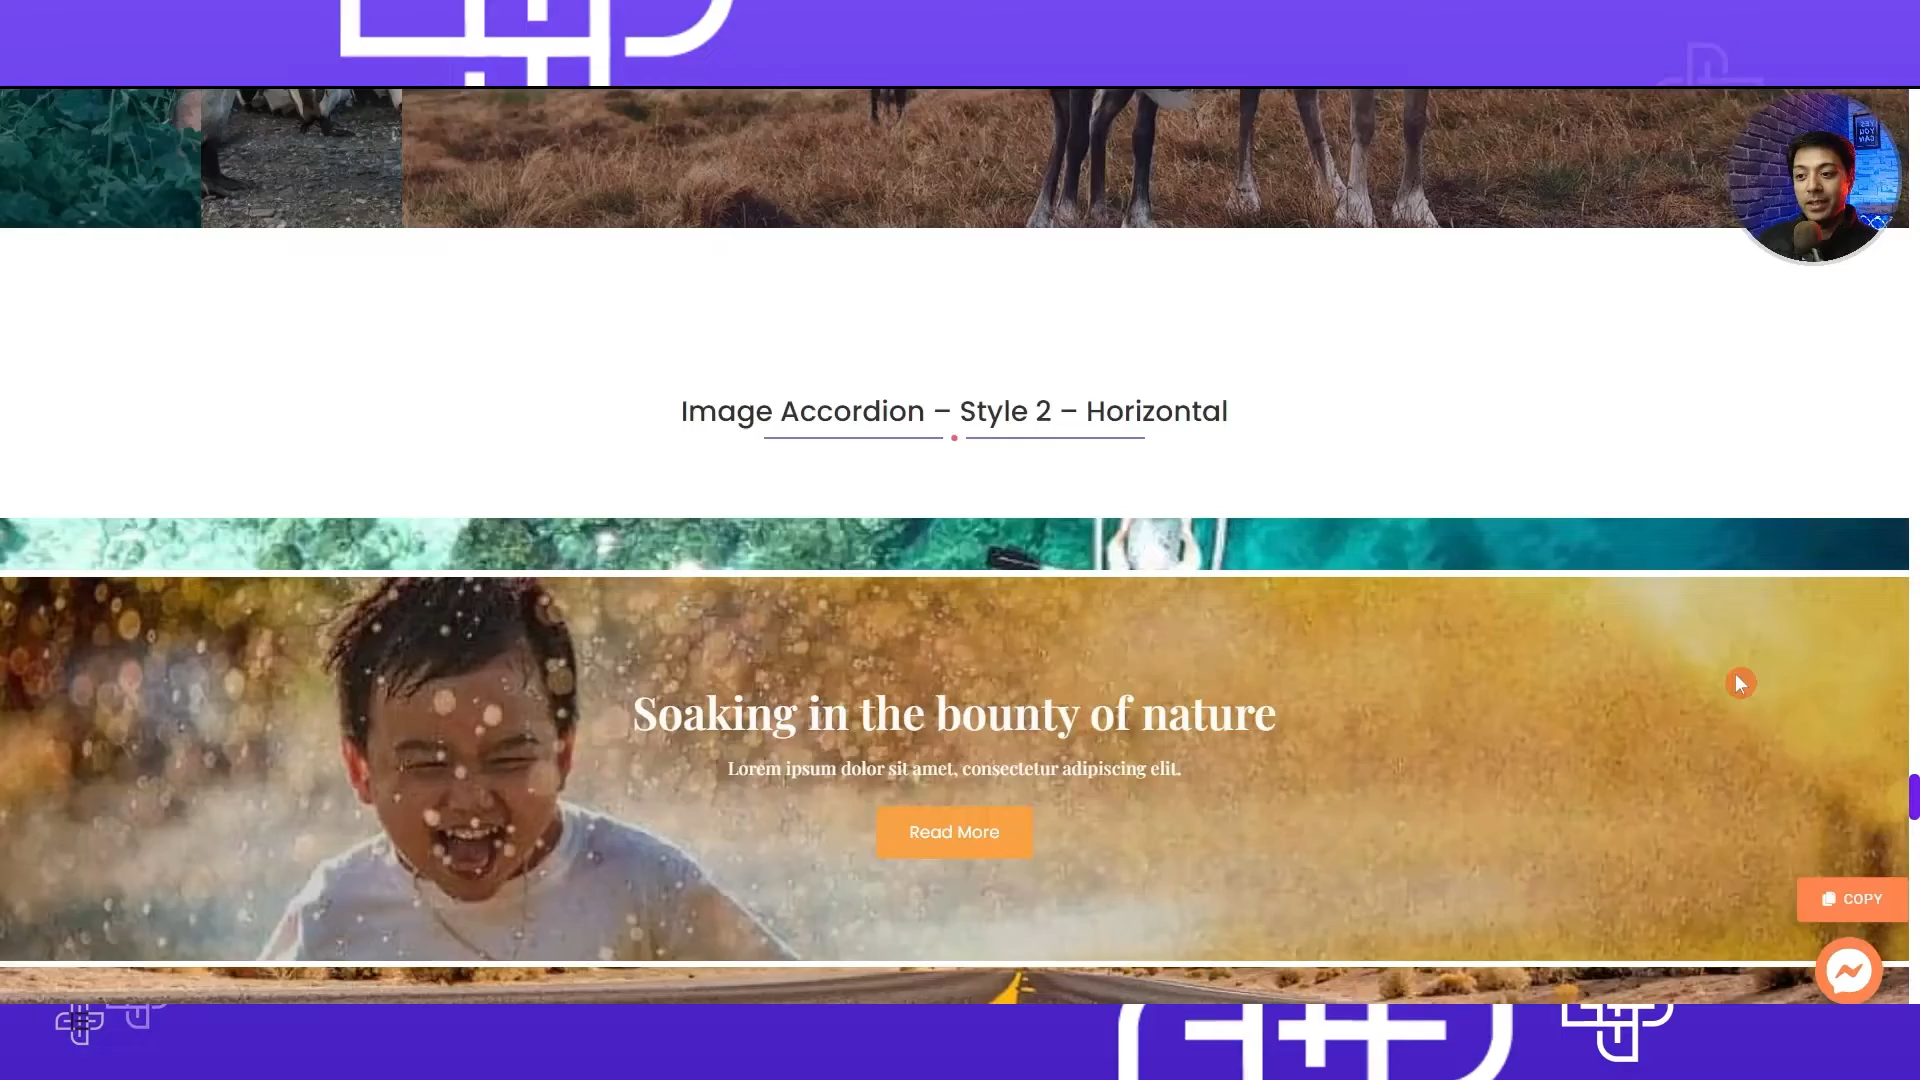 Image Accordion – Style 2 – Horizontal
Soaking in the bounty of nature
Lorem ipsum dolor sit amet, consectetur adipiscing elit.
Read More
COPY